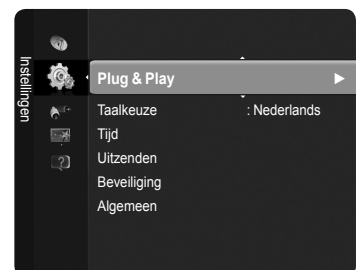 Instellingen
Plug & Play
Taalkeuze : Nederlands
Tijd
Uitzenden
Beveiliging
Algemeen